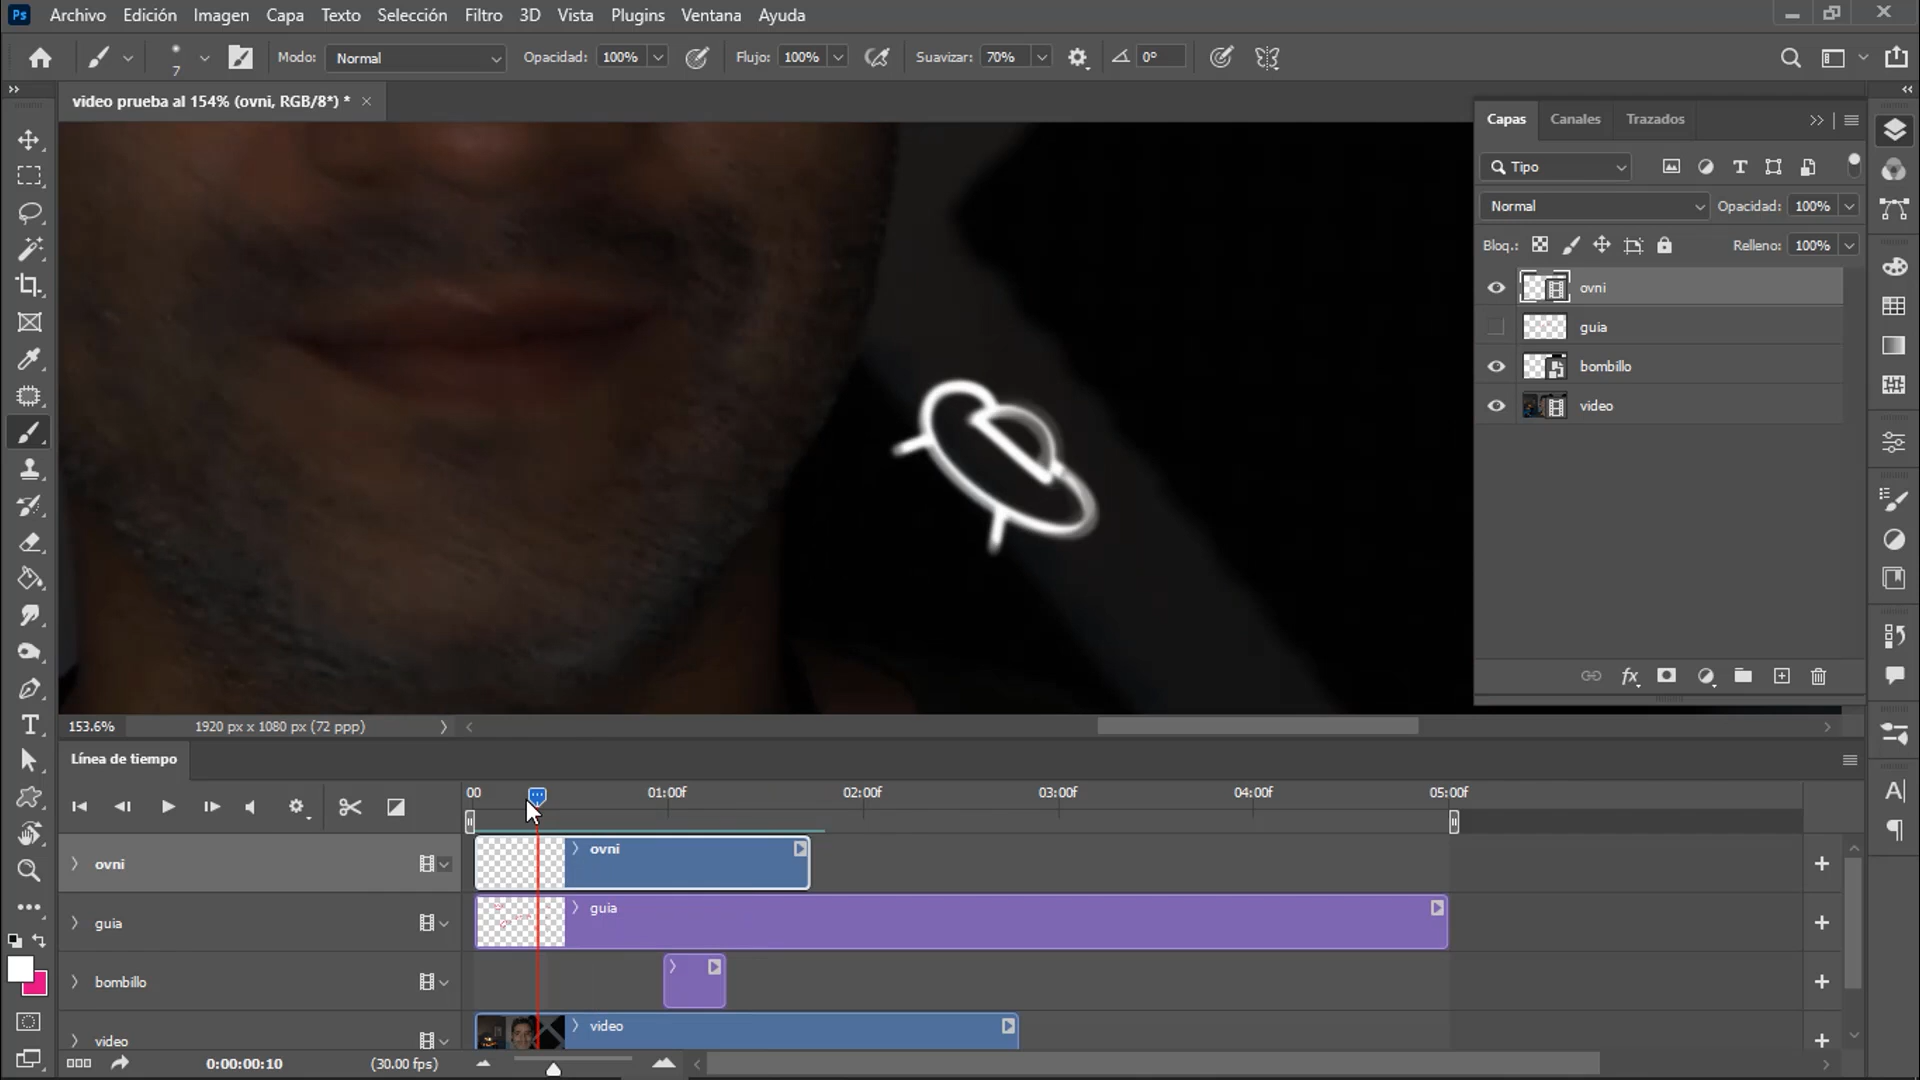 Ps Archivo Edición Imagen Capa Texto Selección Filtro 3D Vista Plugins Ventana Ayuda
7 Modo: Normal Opacidad: 100% Flujo: 100% Suavizar: 70% 0°
video prueba al 154% (ovni, RGB/8*) *
Capas Canales Trazados
Tipo
Normal Opacidad: 100%
Bloq.: Relleno: 100%
ovni
guia
bombillo
video
153.6% 1920 px x 1080 px (72 ppp)
Línea de tiempo
00 01:00f 02:00f 03:00f 04:00f 05:00f
ovni ovni
guia guia
bombillo
video video
0:00:00:10 (30.00 fps)